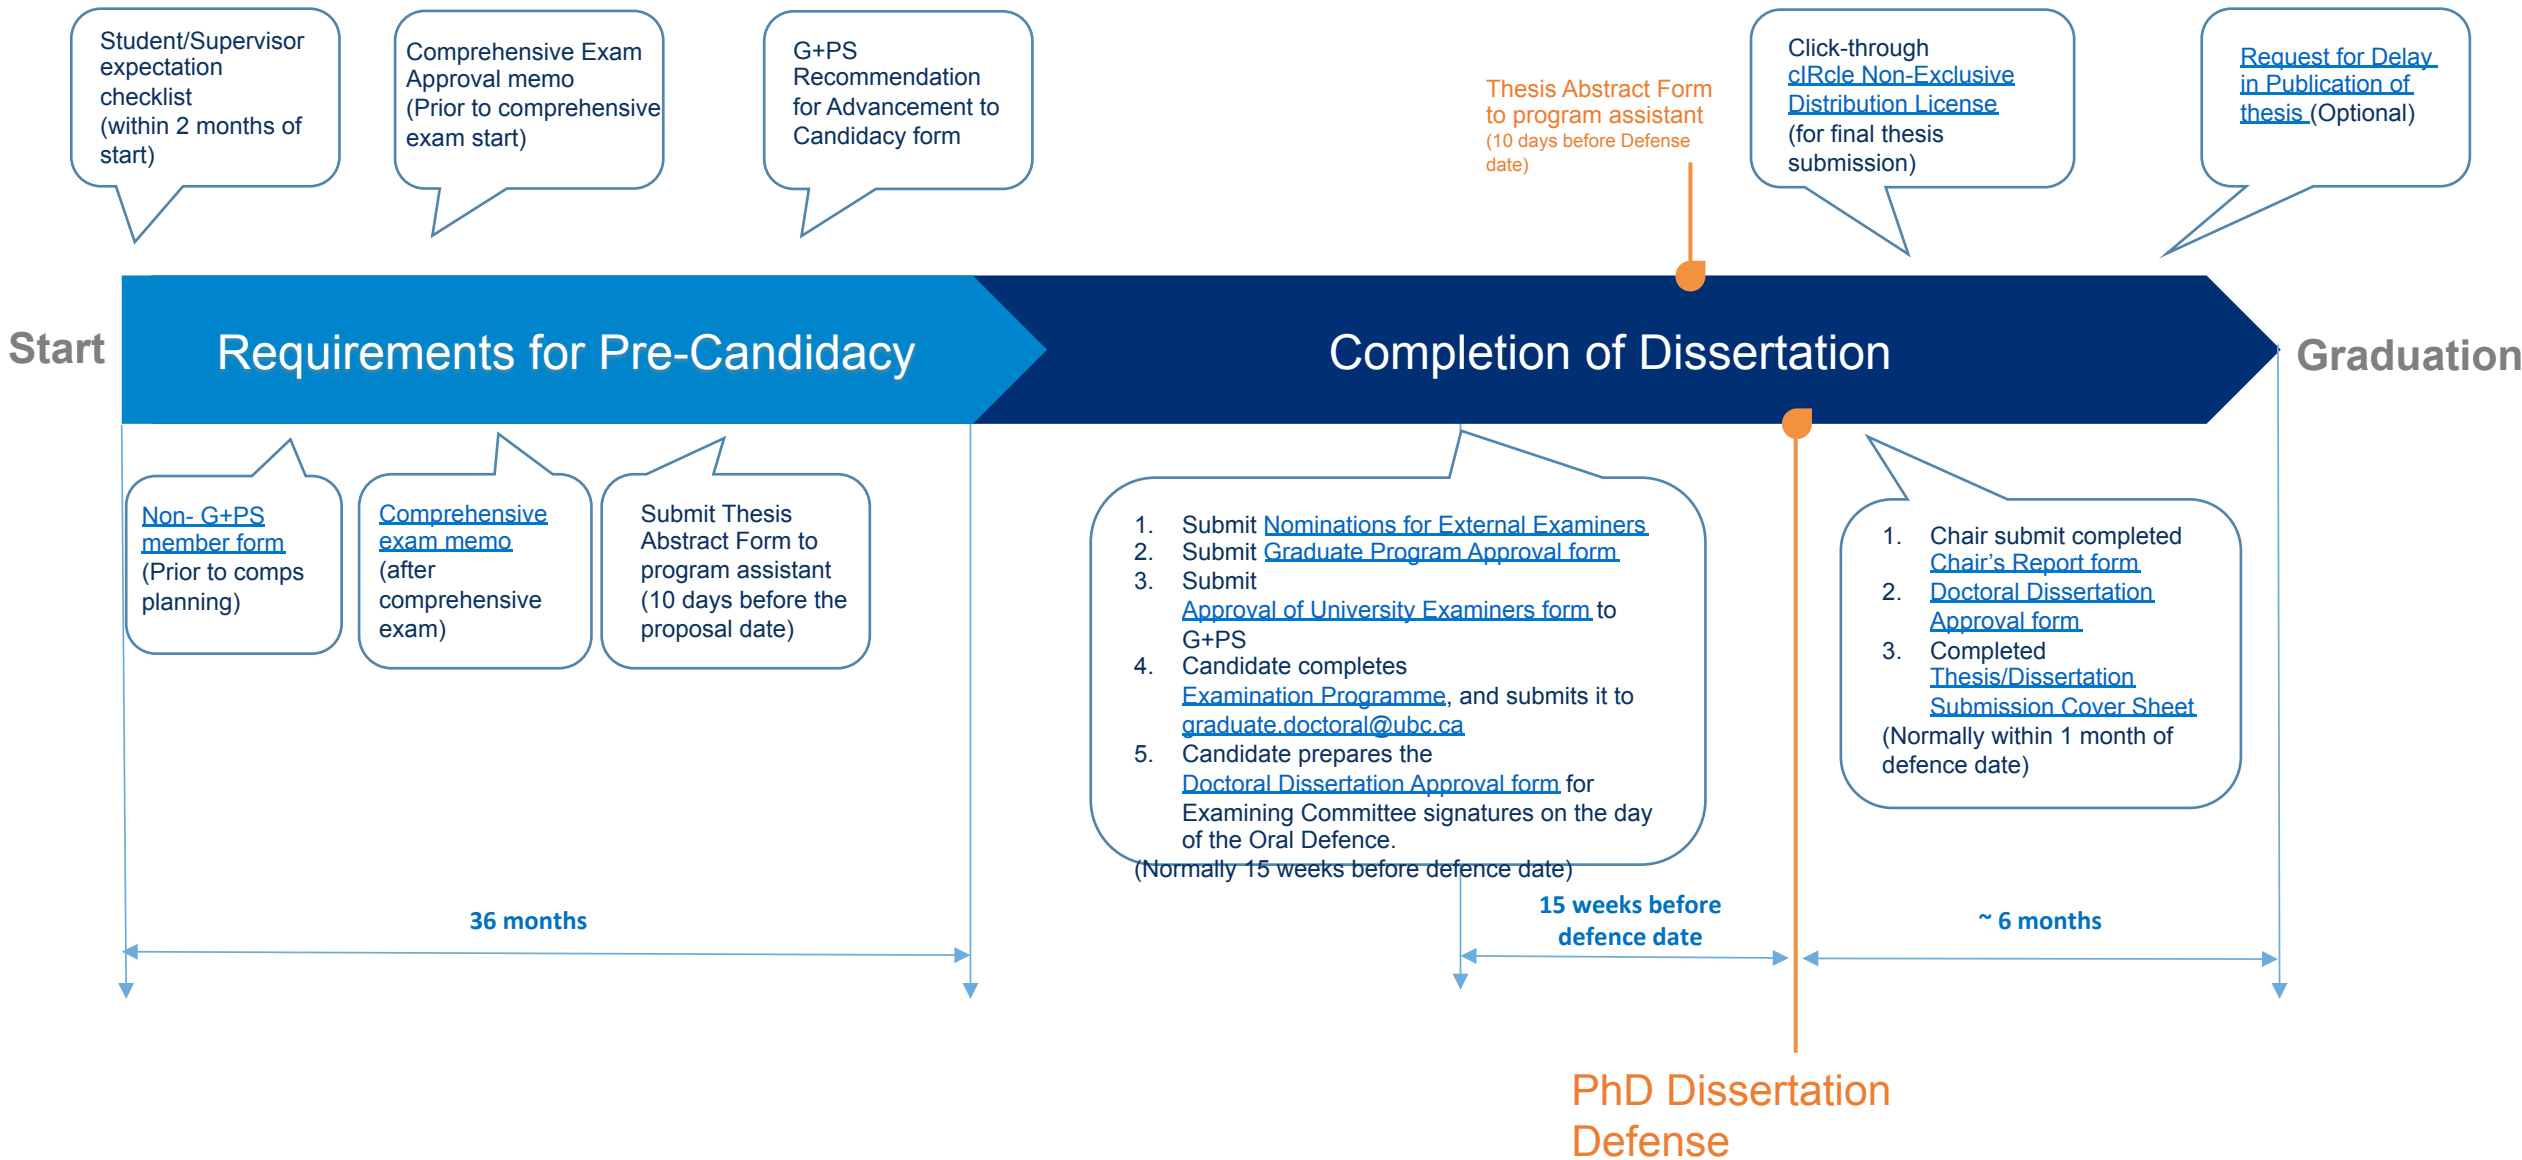 Student/Supervisor
expectation
checklist
(within 2 months of
start)
Comprehensive Exam
Approval memo
(Prior to comprehensive
exam start)
G+PS
Recommendation
for Advancement to
Candidacy form
Thesis Abstract Form
to program assistant
(10 days before Defense
date)
Click-through
cIRcle Non-Exclusive
Distribution License
(for final thesis
submission)
Request for Delay
in Publication of
thesis (Optional)
Start
Requirements for Pre-Candidacy
Completion of Dissertation
Graduation
Non- G+PS
member form
(Prior to comps
planning)
Comprehensive
exam memo
(after
comprehensive
exam)
Submit Thesis
Abstract Form to
program assistant
(10 days before the
proposal date)
1. Submit Nominations for External Examiners
2. Submit Graduate Program Approval form
3. Submit
Approval of University Examiners form to
G+PS
4. Candidate completes
Examination Programme, and submits it to
graduate.doctoral@ubc.ca
5. Candidate prepares the
Doctoral Dissertation Approval form for
Examining Committee signatures on the day
of the Oral Defence.
(Normally 15 weeks before defence date)
1. Chair submit completed
Chair’s Report form
2. Doctoral Dissertation
Approval form
3. Completed
Thesis/Dissertation
Submission Cover Sheet
(Normally within 1 month of
defence date)
36 months
15 weeks before
defence date
~ 6 months
PhD Dissertation
Defense